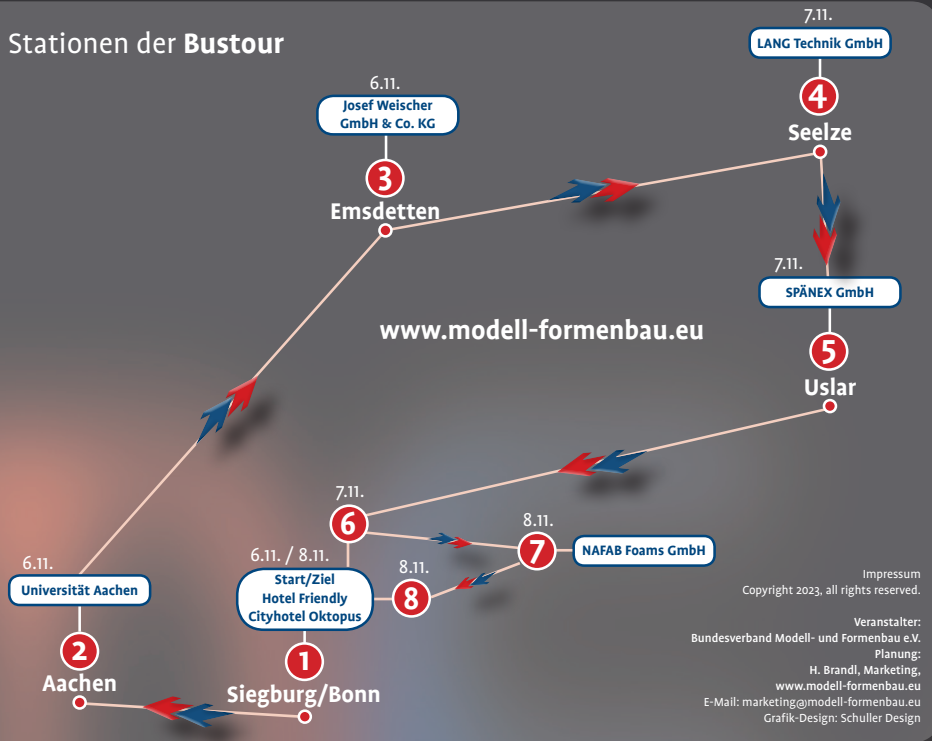 Stationen der Bustour
7.11.
LANG Technik GmbH
4
Seelze
6.11.
Josef Weischer
GmbH & Co. KG
3
Emsdetten
7.11.
SPÄNEX GmbH
5
Uslar
www.modell-formenbau.eu
7.11.
6
8.11.
7
NAFAB Foams GmbH
6.11. / 8.11.
Start/Ziel
Hotel Friendly
Cityhotel Oktopus
8.11.
8
1
Siegburg/Bonn
6.11.
Universität Aachen
2
Aachen
Impressum
Copyright 2023, all rights reserved.
Veranstalter:
Bundesverband Modell- und Formenbau e.V.
Planung:
H. Brandl, Marketing,
www.modell-formenbau.eu
E-Mail: marketing@modell-formenbau.eu
Grafik-Design: Schuller Design